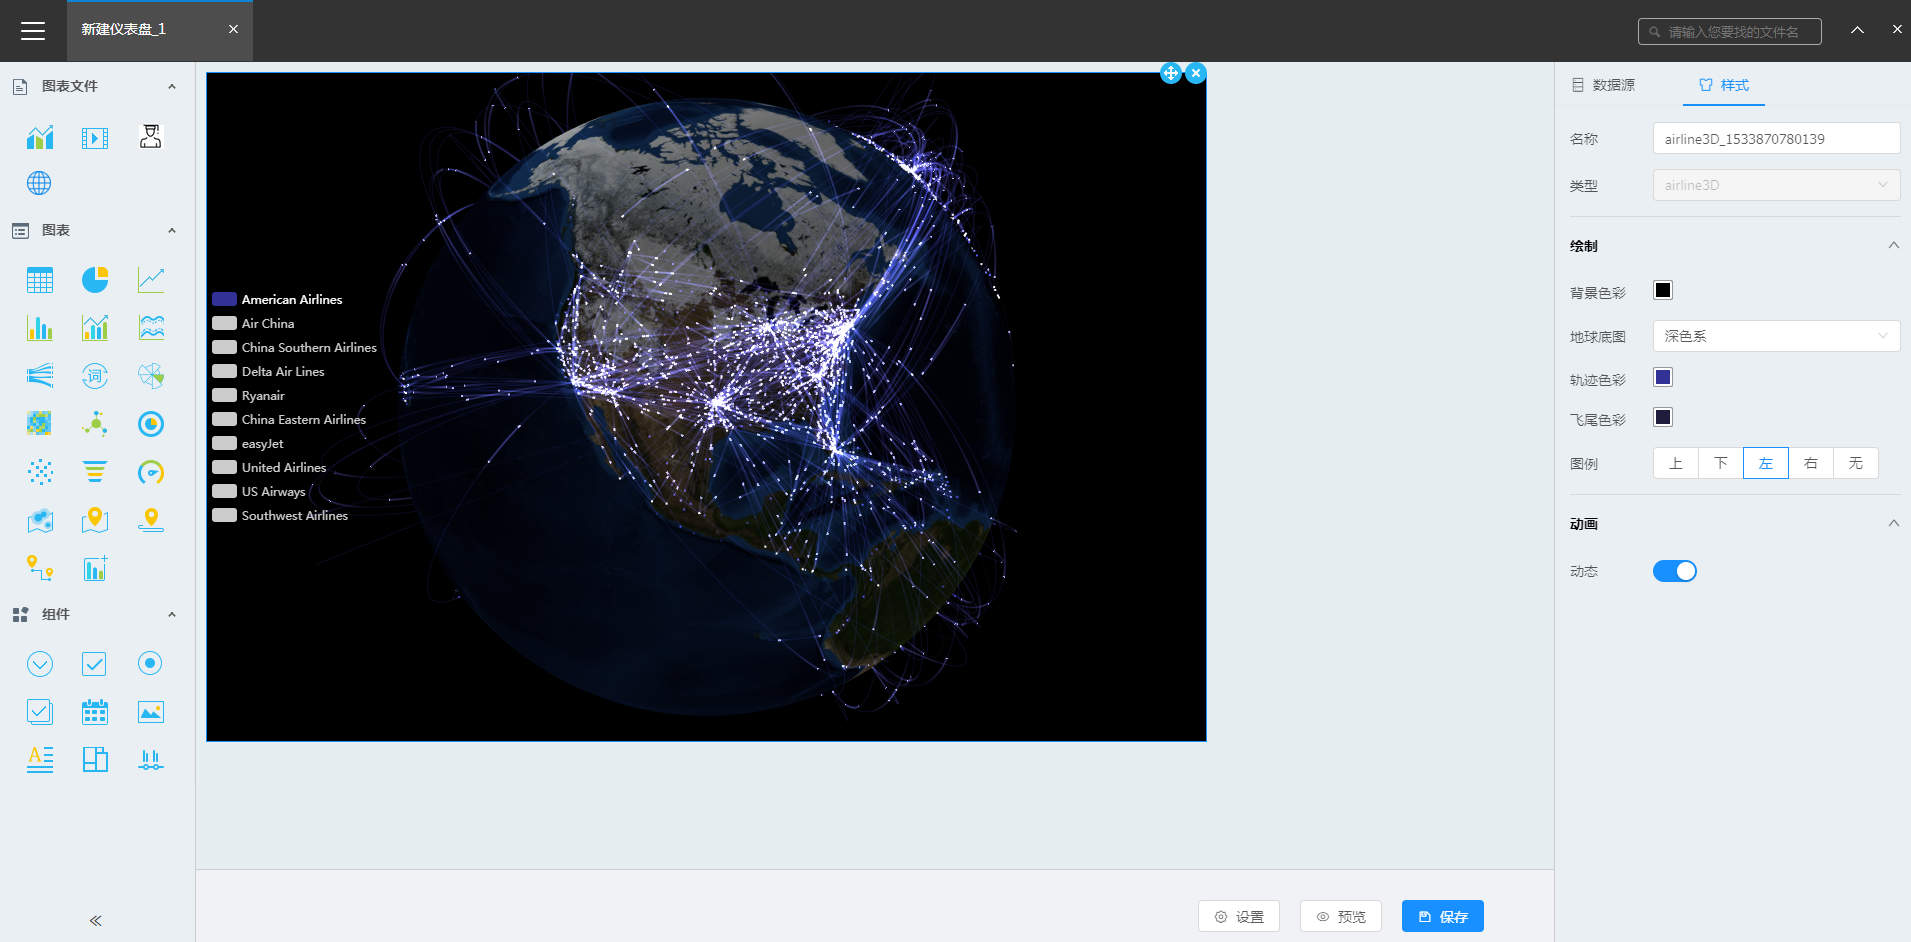 新建仪表盘_1
请输入您要找的文件名
图表文件
图表
词
A
组件
American Airlines
Air China
China Southern Airlines
Delta Air Lines
Ryanair
China Eastern Airlines
easyJet
United Airlines
US Airways
Southwest Airlines
设置
预览
保存
数据源
样式
名称
airline3D_1533870780139
类型
airline3D
绘制
背景色彩
地球底图
深色系
轨迹色彩
飞尾色彩
图例
上 下 左 右 无
动画
动态